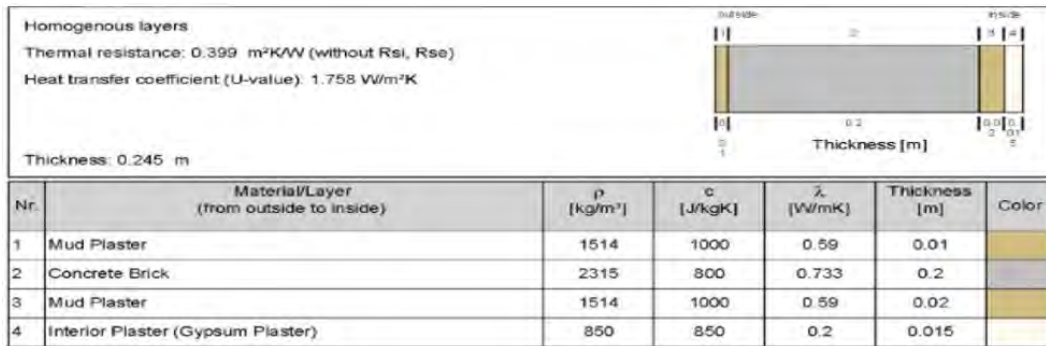 Homogenous layers
Thermal resistance: 0.399 m²K/W (without Rsi, Rse)
Heat transfer coefficient (U-value): 1.758 W/m²K
Thickness: 0.245 m
outside inside
1 2 3 4
0.2
Thickness [m]
Nr. Material/Layer (from outside to inside) ρ [kg/m³] c [J/kgK] λ [W/mK] Thickness [m] Color
1 Mud Plaster 1514 1000 0.59 0.01
2 Concrete Brick 2315 800 0.733 0.2
3 Mud Plaster 1514 1000 0.59 0.02
4 Interior Plaster (Gypsum Plaster) 850 850 0.2 0.015